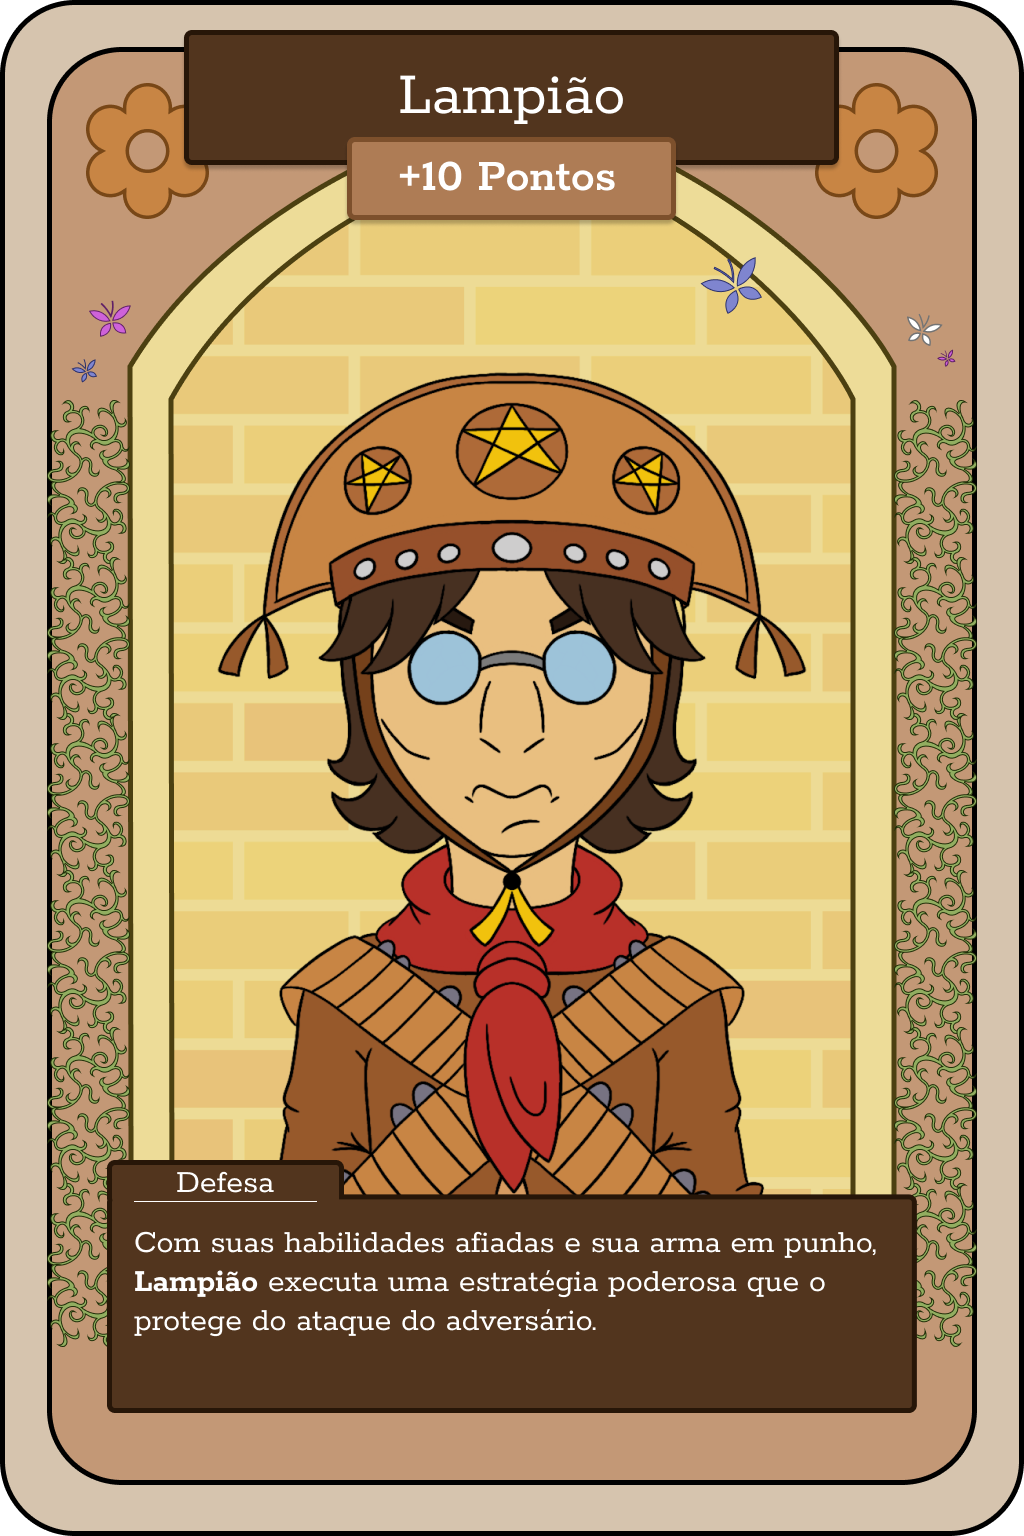 Lampião
+10 Pontos
Defesa
Com suas habilidades afiadas e sua arma em punho,
Lampião executa uma estratégia poderosa que o
protege do ataque do adversário.